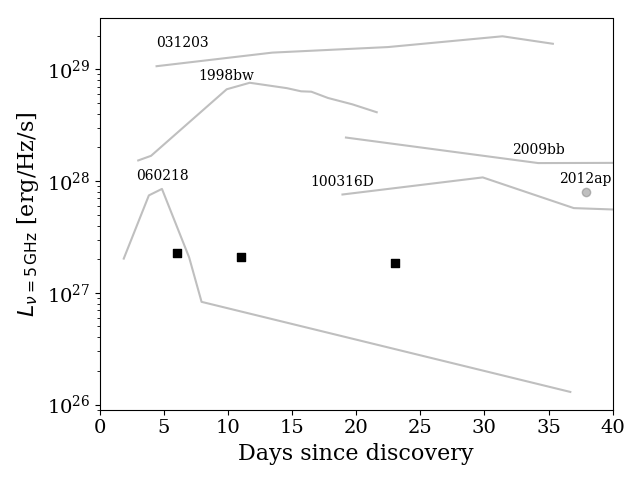 031203
1998bw
2009bb
060218
100316D
2012ap
10^29
10^28
10^27
10^26
L_ν=5 GHz [erg/Hz/s]
0 5 10 15 20 25 30 35 40
Days since discovery